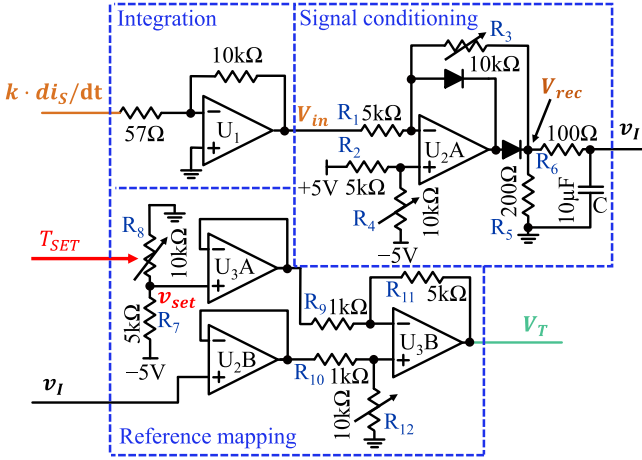 Integration
Signal conditioning
10kΩ
R3
k · diS/dt
10kΩ
Vrec
57Ω
U1
Vin
R1
5kΩ
R2
U2A
100Ω
vI
+5V
5kΩ
R6
R4
10kΩ
200Ω
10μF
C
R5
−5V
TSET
R8
10kΩ
U3A
vset
5kΩ
R7
−5V
R9
1kΩ
R11
5kΩ
U2B
U3B
VT
R10
1kΩ
vI
10kΩ
R12
Reference mapping